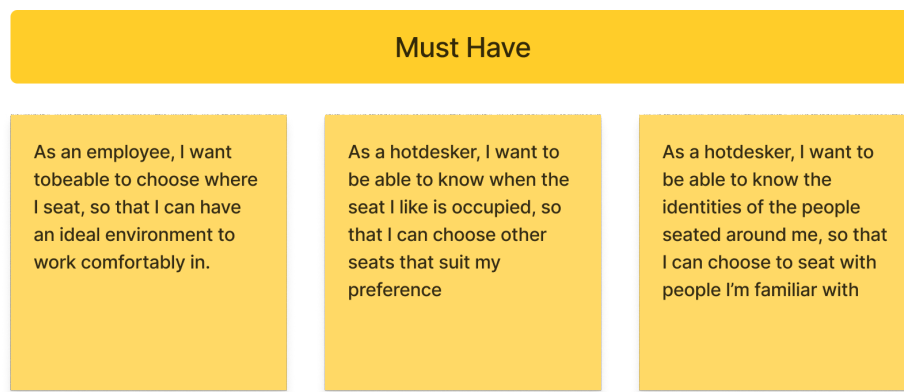 Must Have
As an employee, I want
tobeable to choose where
I seat, so that I can have
an ideal environment to
work comfortably in.
As a hotdesker, I want to
be able to know when the
seat I like is occupied, so
that I can choose other
seats that suit my
preference
As a hotdesker, I want to
be able to know the
identities of the people
seated around me, so that
I can choose to seat with
people I’m familiar with